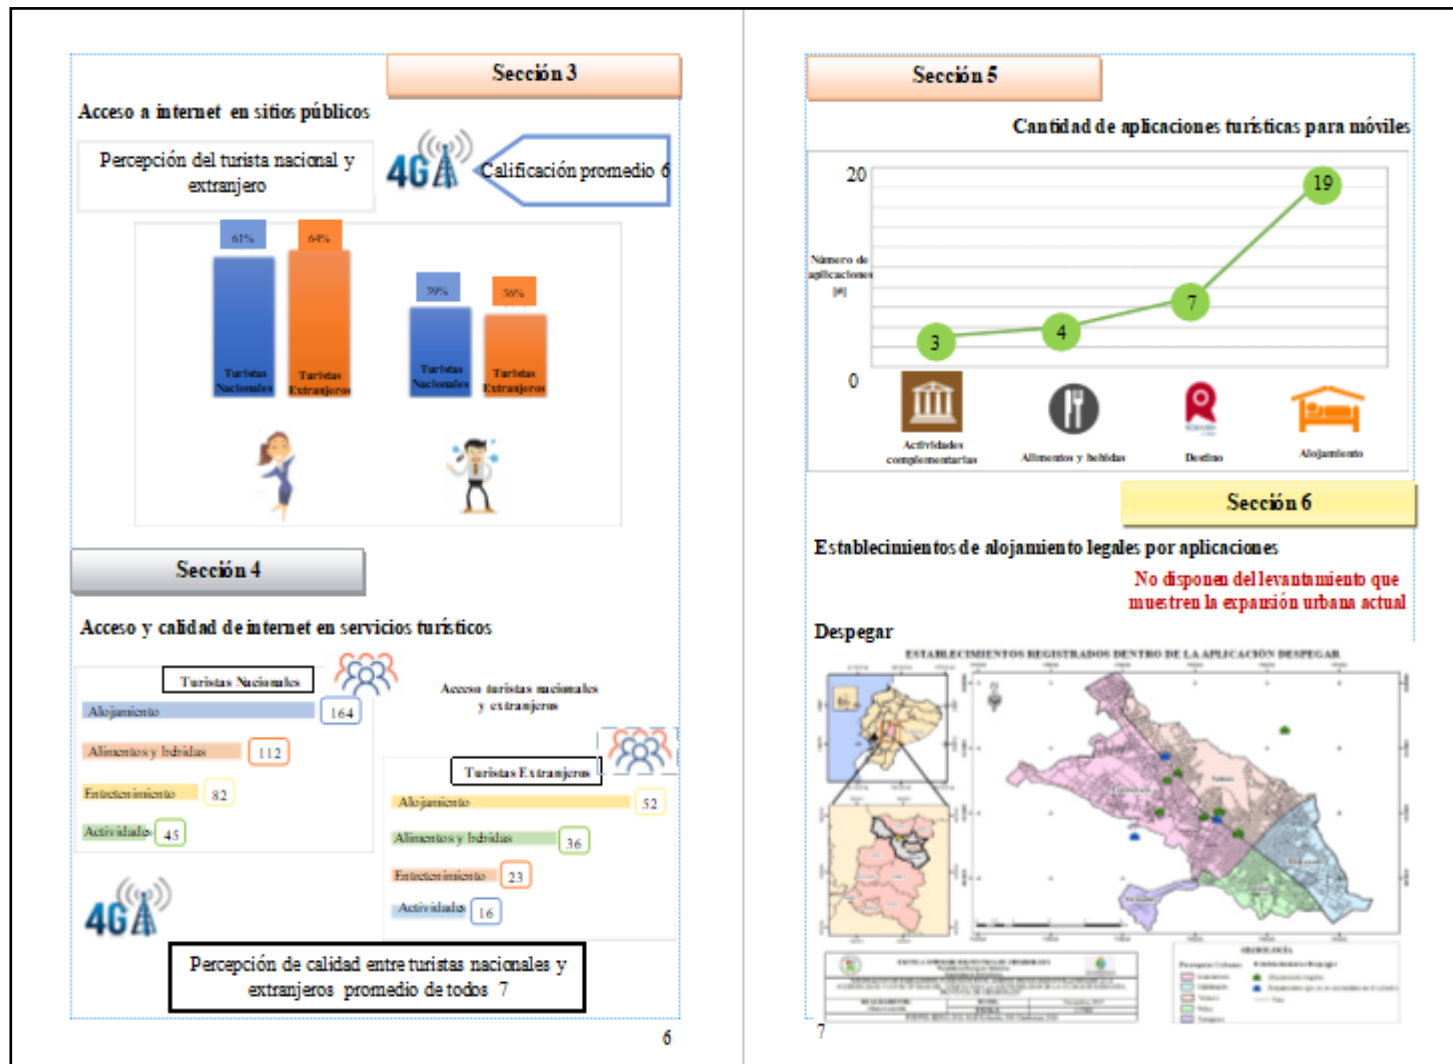 Sección 3
Acceso a internet en sitios públicos
Percepción del turista nacional y
extranjero
4G
Calificación promedio 6
61%
64%
39%
36%
Turistas
Nacionales
Turistas
Extranjeros
Turistas
Nacionales
Turistas
Extranjeros
Sección 4
Acceso y calidad de internet en servicios turísticos
Turistas Nacionales
Alojamiento
164
Alimentos y bebidas
112
Entretenimiento
82
Actividades
45
Acceso turistas nacionales
y extranjeros
Turistas Extranjeros
Alojamiento
52
Alimentos y bebidas
36
Entretenimiento
23
Actividades
16
4G
Percepción de calidad entre turistas nacionales y
extranjeros promedio de todos 7
6
Sección 5
Cantidad de aplicaciones turísticas para móviles
20
Número de
aplicaciones
[#]
0
3
4
7
19
Actividades
complementarias
Alimentos y bebidas
Destino
Alojamiento
Sección 6
Establecimientos de alojamiento legales por aplicaciones
No disponen del levantamiento que
muestren la expansión urbana actual
Despegar
ESTABLECIMIENTOS REGISTRADOS DENTRO DE LA APLICACIÓN DESPEGAR
7